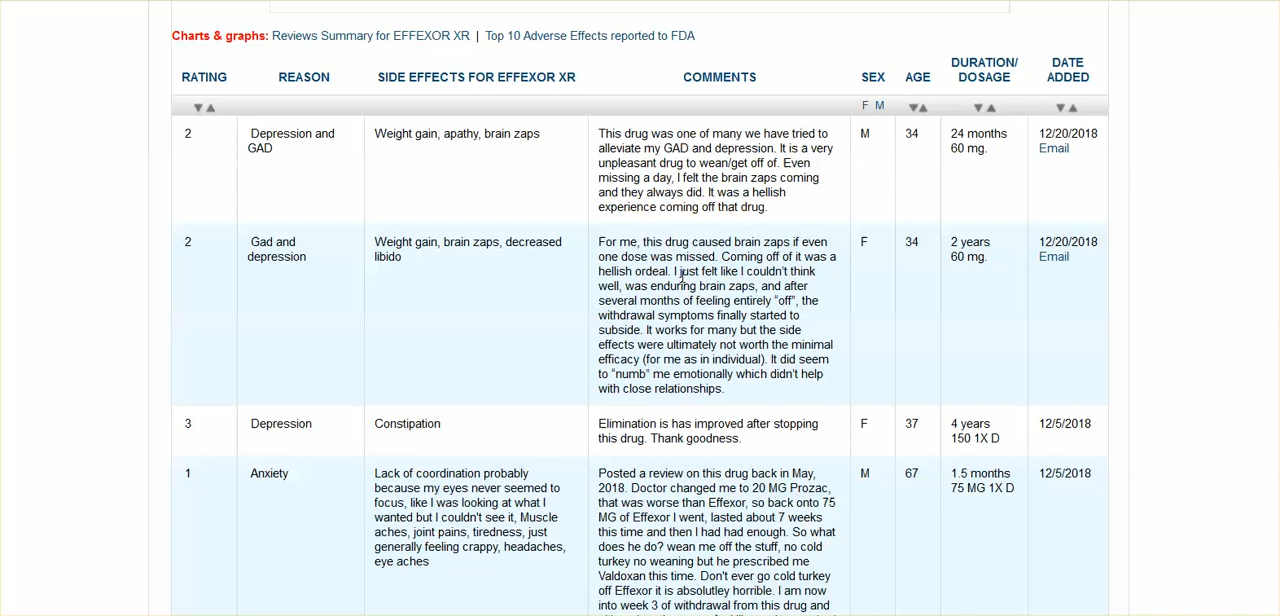 Charts & graphs: Reviews Summary for EFFEXOR XR | Top 10 Adverse Effects reported to FDA
RATING REASON SIDE EFFECTS FOR EFFEXOR XR COMMENTS SEX AGE DURATION/ DOSAGE DATE ADDED
F M
2
Depression and
GAD
Weight gain, apathy, brain zaps
This drug was one of many we have tried to
alleviate my GAD and depression. It is a very
unpleasant drug to wean/get off of. Even
missing a day, I felt the brain zaps coming
and they always did. It was a hellish
experience coming off that drug.
M
34
24 months
60 mg.
12/20/2018
Email
2
Gad and
depression
Weight gain, brain zaps, decreased
libido
For me, this drug caused brain zaps if even
one dose was missed. Coming off of it was a
hellish ordeal. I just felt like I couldn't think
well, was enduring brain zaps, and after
several months of feeling entirely “off”, the
withdrawal symptoms finally started to
subside. It works for many but the side
effects were ultimately not worth the minimal
efficacy (for me as in individual). It did seem
to “numb” me emotionally which didn’t help
with close relationships.
F
34
2 years
60 mg.
12/20/2018
Email
3
Depression
Constipation
Elimination is has improved after stopping
this drug. Thank goodness.
F
37
4 years
150 1X D
12/5/2018
1
Anxiety
Lack of coordination probably
because my eyes never seemed to
focus, like I was looking at what I
wanted but I couldn't see it, Muscle
aches, joint pains, tiredness, just
generally feeling crappy, headaches,
eye aches
Posted a review on this drug back in May,
2018. Doctor changed me to 20 MG Prozac,
that was worse than Effexor, so back onto 75
MG of Effexor I went, lasted about 7 weeks
this time and then I had had enough. So what
does he do? wean me off the stuff, no cold
turkey no weaning but he prescribed me
Valdoxan this time. Don't ever go cold turkey
off Effexor it is absolutley horrible. I am now
into week 3 of withdrawal from this drug and
M
67
1.5 months
75 MG 1X D
12/5/2018